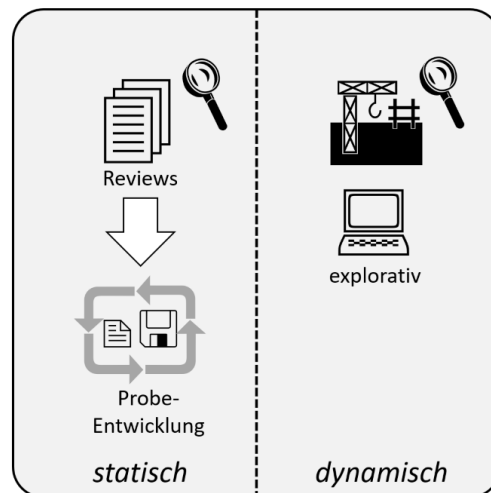 Reviews
explorativ
Probe-
Entwicklung
statisch
dynamisch